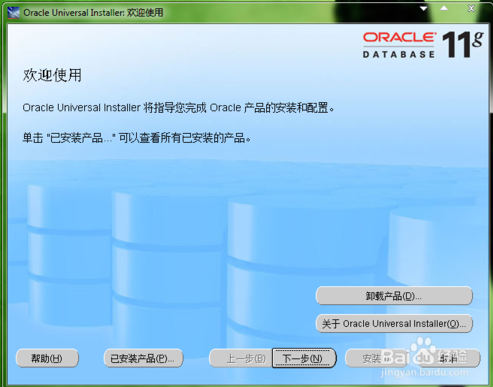 Oracle Universal Installer: 欢迎使用
ORACLE
DATABASE 11g
欢迎使用
Oracle Universal Installer 将指导您完成 Oracle 产品的安装和配置。
单击 "已安装产品..." 可以查看所有已安装的产品。
卸载产品(D)...
关于 Oracle Universal Installer(O)...
帮助(H)
已安装产品(P)...
上一步(B)
下一步(N)
安装
Baidu 经验
jingyan.baidu.com